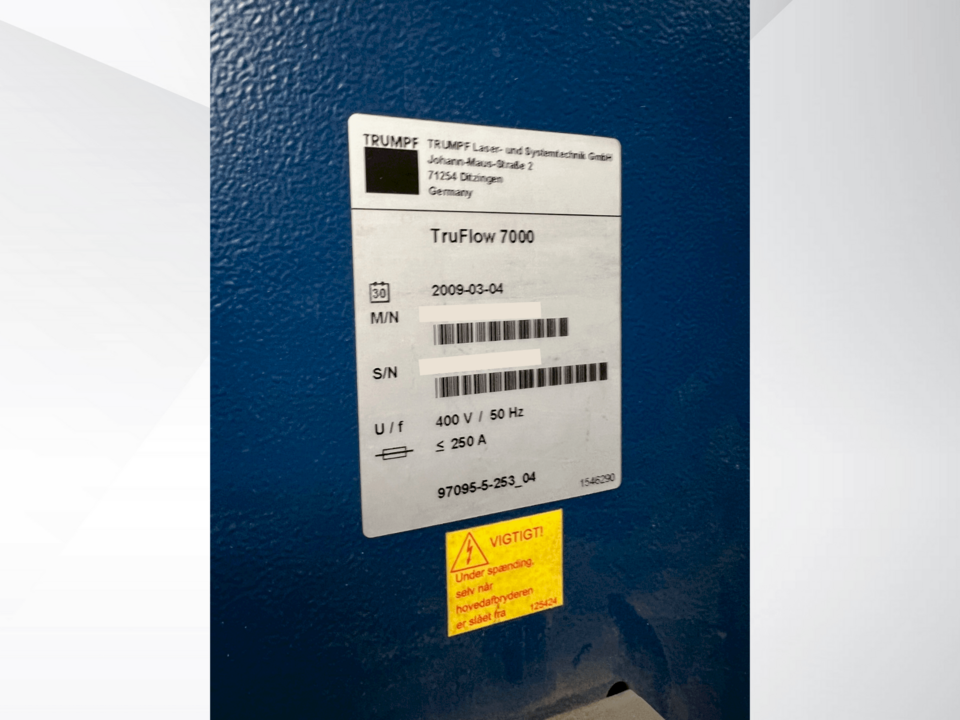 TRUMPF
TRUMPF Laser- und Systemtechnik GmbH
Johann-Maus-Straße 2
71254 Ditzingen
Germany
TruFlow 7000
30 2009-03-04
M/N
S/N
U / f 400 V / 50 Hz
≤ 250 A
97095-5-253_04 1546290
VIGTIGT!
Under spænding,
selv når
hovedafbryderen
er slået fra 125424